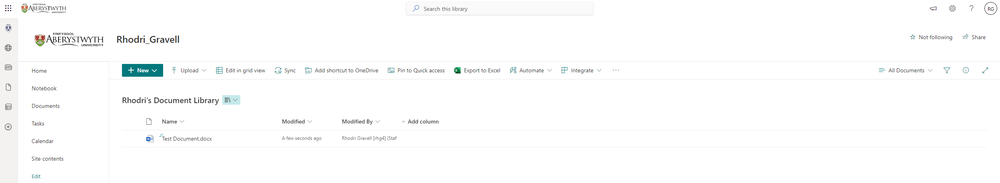 PRIFYSGOL
ABERYSTWYTH
UNIVERSITY
Search this library
RG
PRIFYSGOL
ABERYSTWYTH
UNIVERSITY
Rhodri_Gravell
Not following Share
Home
Notebook
Documents
Tasks
Calendar
Site contents
Edit
New Upload Edit in grid view Sync Add shortcut to OneDrive Pin to Quick access Export to Excel Automate Integrate ... All Documents
Rhodri's Document Library
Name Modified Modified By + Add column
Test Document.docx A few seconds ago Rhodri Gravell [rhg4] (Staf